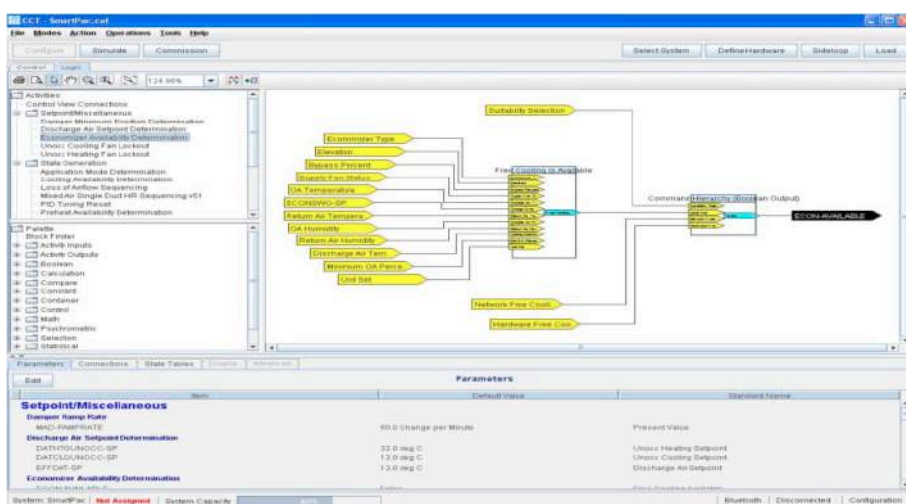 CCT - SmartPac.caf
File Modes Action Operations Tools Help
Configure Simulate Commission Select System Define Hardware Sideloop Load
Control Logic
124.96%
Activities
Control View Connections
Setpoint/Miscellaneous
Damper Minimum Position Determination
Discharge Air Setpoint Determination
Economizer Availability Determination
Unocc Cooling Fan Lockout
Unocc Heating Fan Lockout
State Generation
Application Mode Determination
Cooling Availability Determination
Loss of Airflow Sequencing
Mixed Air Single Duct HR Sequencing v51
PID Tuning Reset
Preheat Availability Determination
Palette
Block Finder
Activity Inputs
Activity Outputs
Boolean
Calculation
Compare
Constant
Container
Control
Math
Psychrometric
Selection
Statistical
Suitability Selection
Economizer Type
Elevation
Bypass Percent
Supply Fan Status
OA Temperature
ECONSWO-SP
Return Air Tempera
OA Humidity
Return Air Humidity
Discharge Air Tem
Minimum OA Perce
Unit Set
Free Cooling is Available
Command Hierarchy (Boolean Output)
ECON-AVAILABLE
Network Free Cooli
Hardware Free Coo
Parameters Connections State Tables Advanced
Edit Parameters
Item Default Value Standard Name
Setpoint/Miscellaneous
Damper Ramp Rate
MAD-RAMPRATE 60.0 Change per Minute Present Value
Discharge Air Setpoint Determination
DATHTGUNOCC-SP 32.0 deg C Unocc Heating Setpoint
DATCLGUNOCC-SP 13.0 deg C Unocc Cooling Setpoint
EFFDAT-SP 13.0 deg C Discharge Air Setpoint
Economizer Availability Determination
System: SmartPac Not Assigned System Capacity Bluetooth Disconnected Configuration